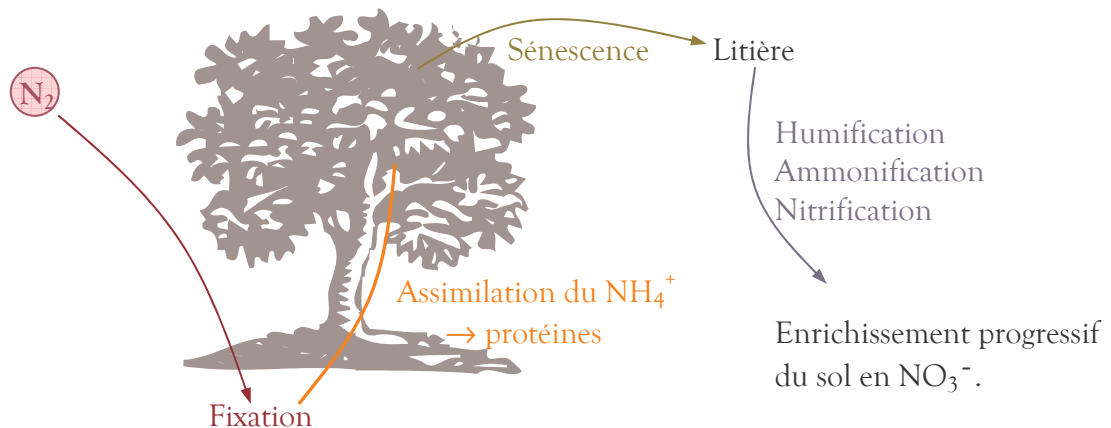 N₂
Sénescence
Litière
Humification
Ammonification
Nitrification
Assimilation du NH₄⁺
→ protéines
Enrichissement progressif
du sol en NO₃⁻.
Fixation